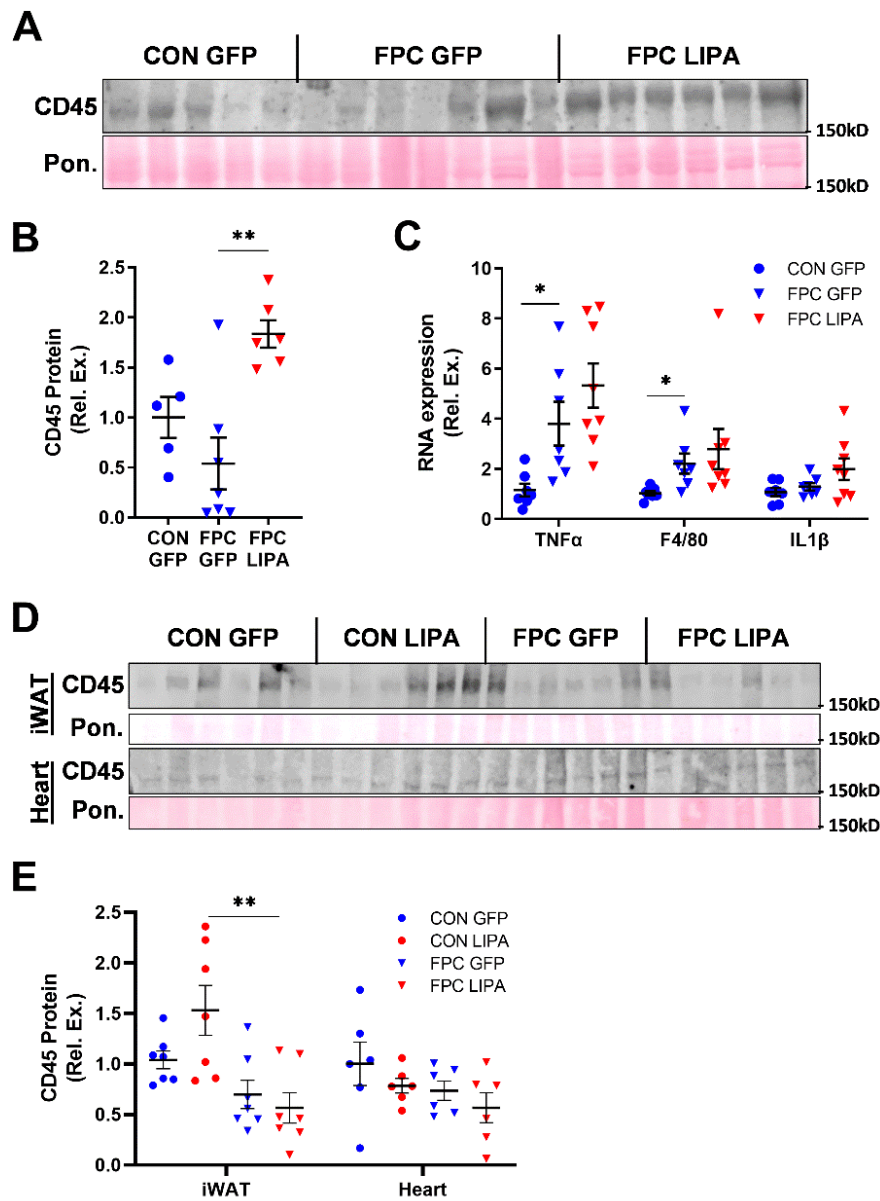 A
CON GFP FPC GFP FPC LIPA
CD45
150kD
Pon.
150kD
B
**
2.5
2.0
1.5
1.0
0.5
0.0
CD45 Protein
(Rel. Ex.)
CON
GFP
FPC
GFP
FPC
LIPA
C
CON GFP
FPC GFP
FPC LIPA
10
8
6
4
2
0
RNA expression
(Rel. Ex.)
*
*
TNFα F4/80 IL1β
D
CON GFP CON LIPA FPC GFP FPC LIPA
iWAT
CD45
150kD
Pon.
150kD
Heart
CD45
150kD
Pon.
150kD
E
**
CON GFP
CON LIPA
FPC GFP
FPC LIPA
2.5
2.0
1.5
1.0
0.5
0.0
CD45 Protein
(Rel. Ex.)
iWAT Heart